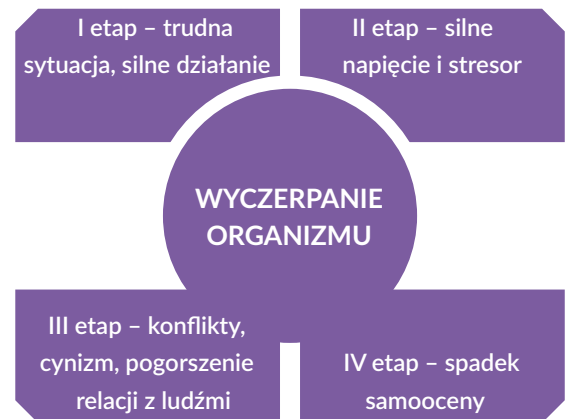 I etap – trudna
sytuacja, silne działanie
II etap – silne
napięcie i stresor
WYCZERPANIE
ORGANIZMU
III etap – konflikty,
cynizm, pogorszenie
relacji z ludźmi
IV etap – spadek
samooceny